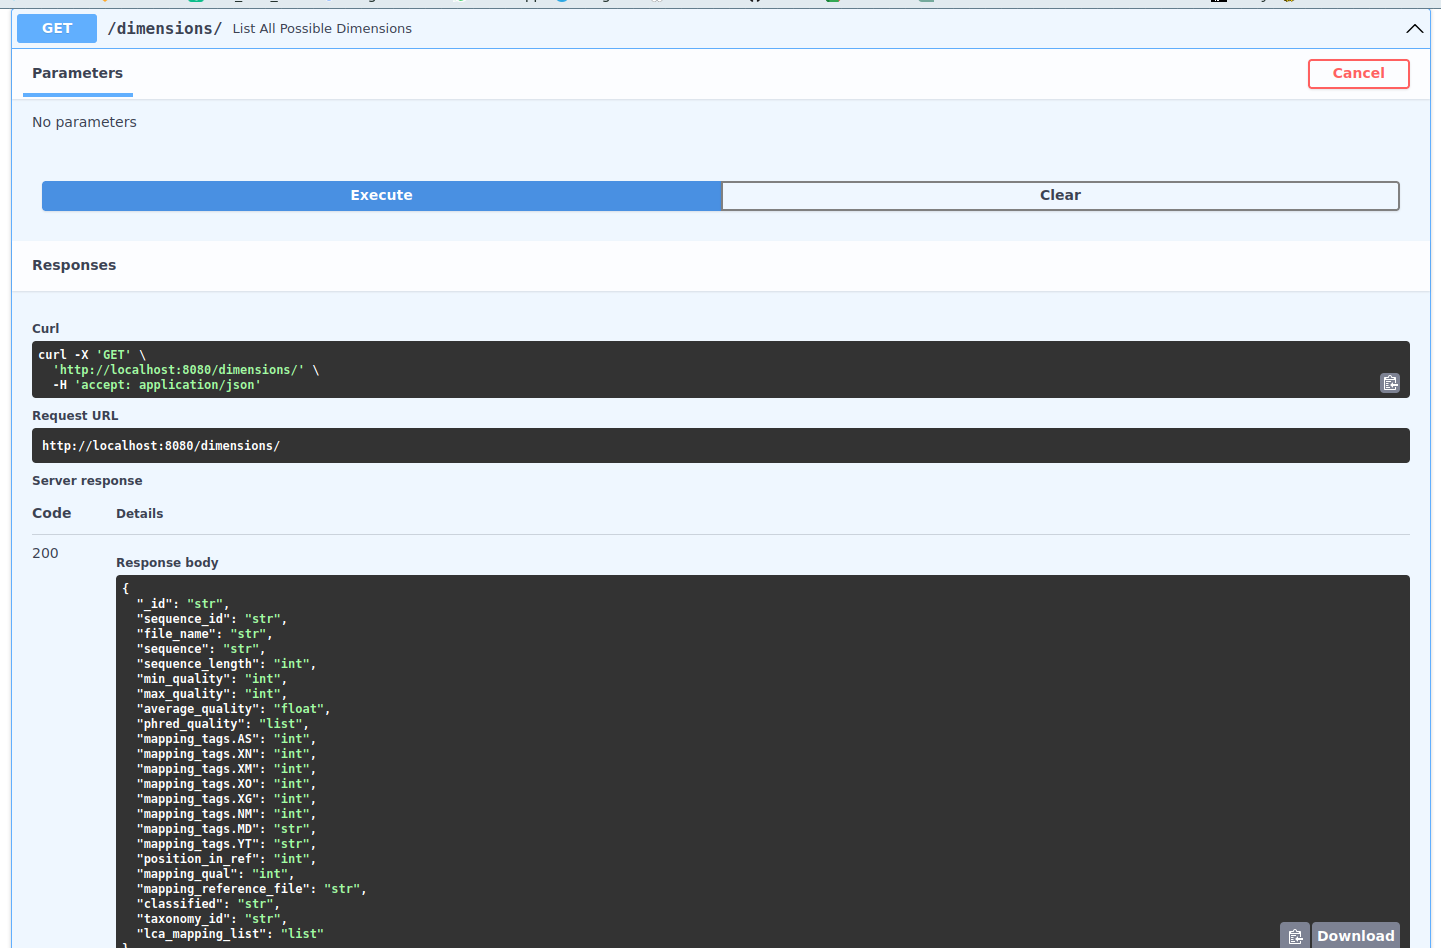 GET /dimensions/ List All Possible Dimensions
Parameters
Cancel
No parameters
Execute
Clear
Responses
Curl
curl -X 'GET' \
'http://localhost:8080/dimensions/' \
-H 'accept: application/json'
Request URL
http://localhost:8080/dimensions/
Server response
Code Details
200
Response body
{
"_id": "str",
"sequence_id": "str",
"file_name": "str",
"sequence": "str",
"sequence_length": "int",
"min_quality": "int",
"max_quality": "int",
"average_quality": "float",
"phred_quality": "list",
"mapping_tags.AS": "int",
"mapping_tags.XN": "int",
"mapping_tags.XM": "int",
"mapping_tags.XO": "int",
"mapping_tags.XG": "int",
"mapping_tags.NM": "int",
"mapping_tags.MD": "str",
"mapping_tags.YT": "str",
"position_in_ref": "int",
"mapping_qual": "int",
"mapping_reference_file": "str",
"classified": "str",
"taxonomy_id": "str",
"lca_mapping_list": "list"
}
Download